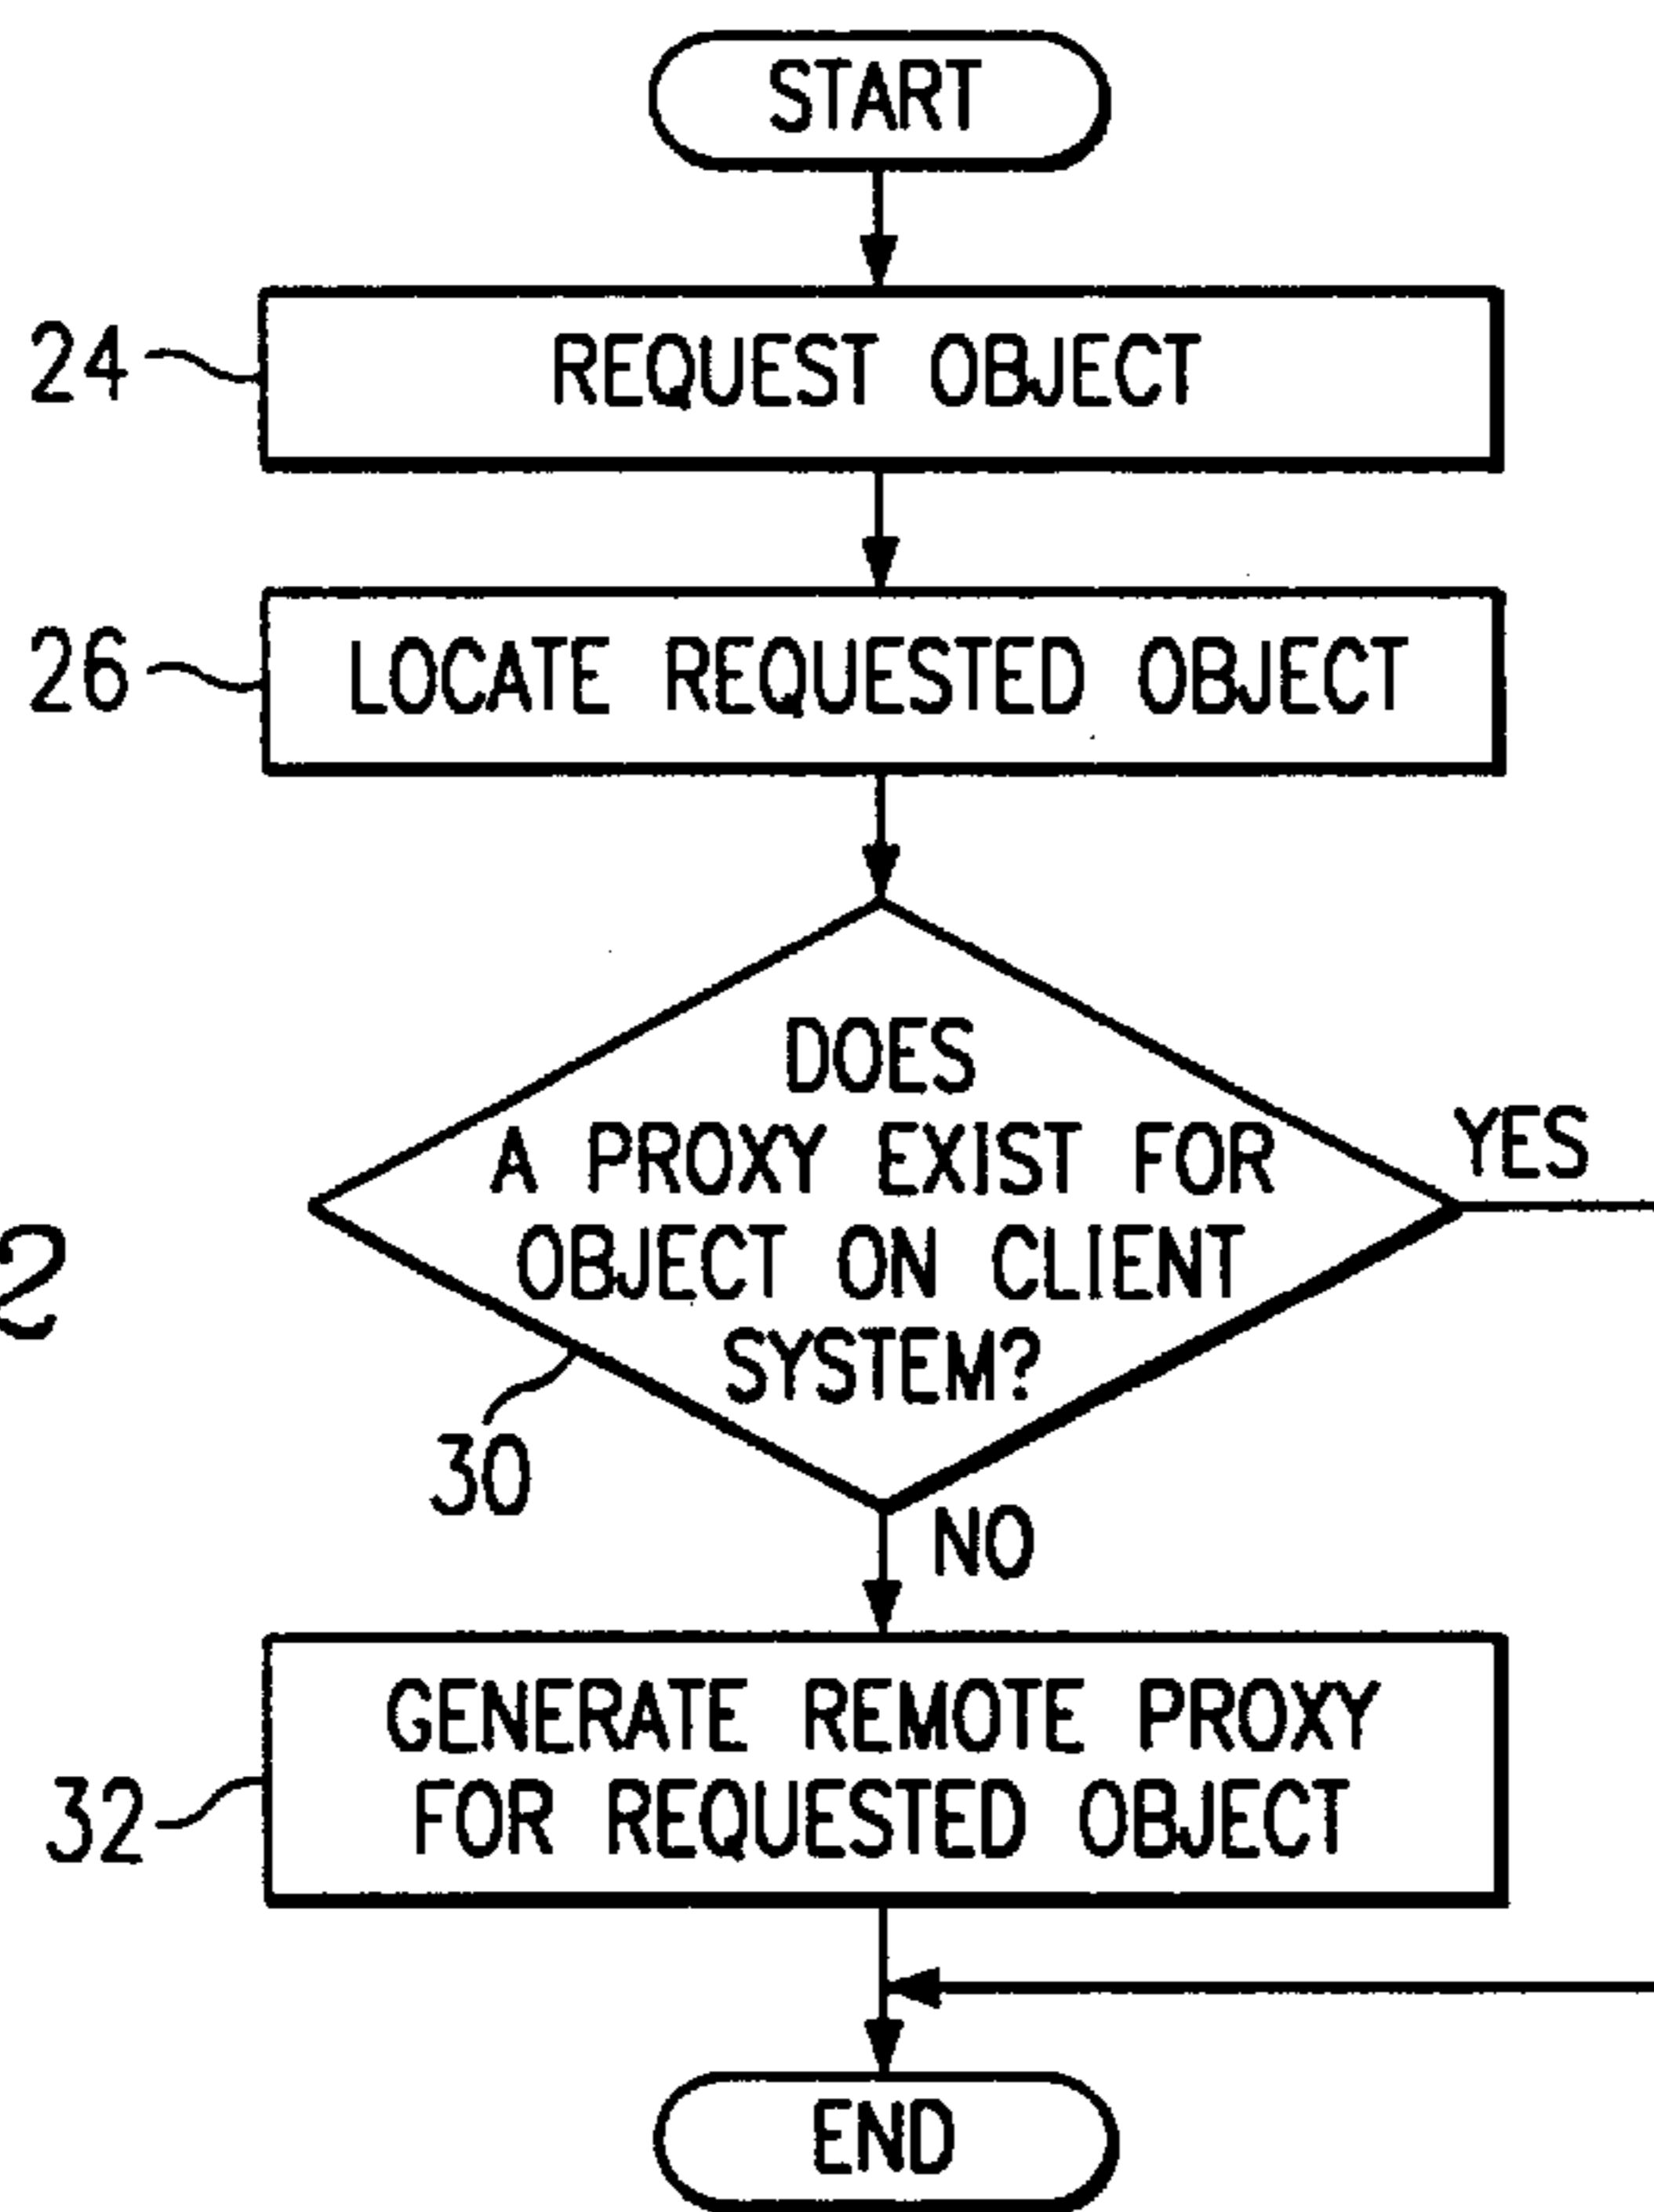 START
24
REQUEST OBJECT
26
LOCATE REQUESTED OBJECT
DOES
A PROXY EXIST FOR
OBJECT ON CLIENT
SYSTEM?
YES
2
30
NO
32
GENERATE REMOTE PROXY
FOR REQUESTED OBJECT
END